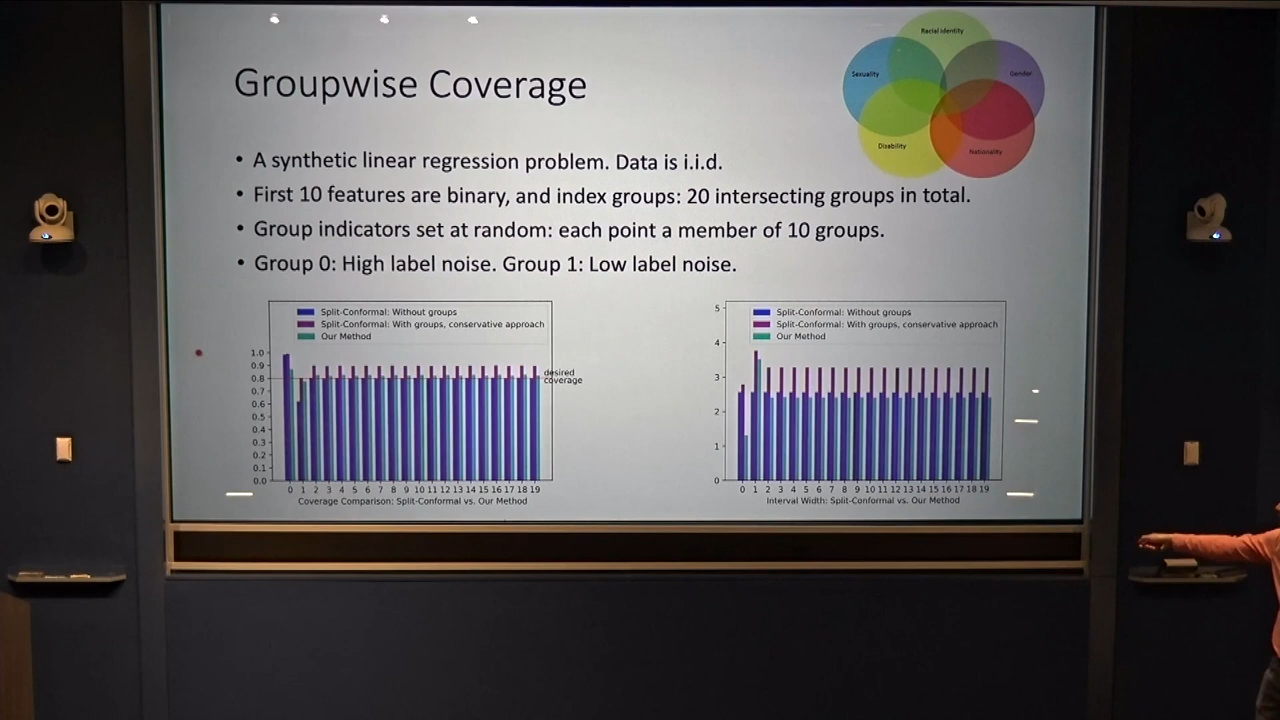 Groupwise Coverage
Racial identity
Sexuality
Gender
Disability
Nationality
• A synthetic linear regression problem. Data is i.i.d.
• First 10 features are binary, and index groups: 20 intersecting groups in total.
• Group indicators set at random: each point a member of 10 groups.
• Group 0: High label noise. Group 1: Low label noise.
Split-Conformal: Without groups
Split-Conformal: With groups, conservative approach
Our Method
1.0
0.9
0.8
0.7
0.6
0.5
0.4
0.3
0.2
0.1
0.0
desired
coverage
0 1 2 3 4 5 6 7 8 9 10 11 12 13 14 15 16 17 18 19
Coverage Comparison: Split-Conformal vs. Our Method
Split-Conformal: Without groups
Split-Conformal: With groups, conservative approach
Our Method
5
4
3
2
1
0
0 1 2 3 4 5 6 7 8 9 10 11 12 13 14 15 16 17 18 19
Interval Width: Split-Conformal vs. Our Method